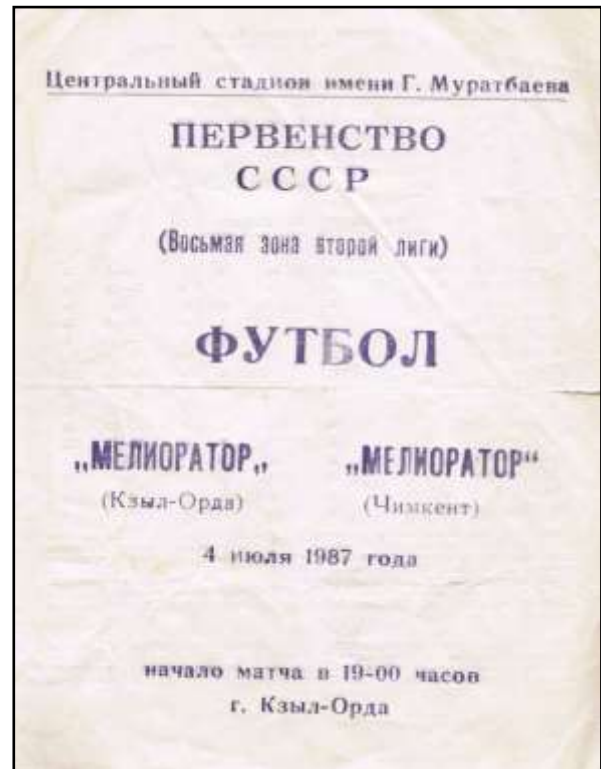 Центральный стадион имени Г. Муратбаева
ПЕРВЕНСТВО
СССР
(Восьмая зона второй лиги)
ФУТБОЛ
„МЕЛИОРАТОР„ „МЕЛИОРАТОР“
(Кзыл-Орда) (Чимкент)
4 июля 1987 года
начало матча в 19-00 часов
г. Кзыл-Орда